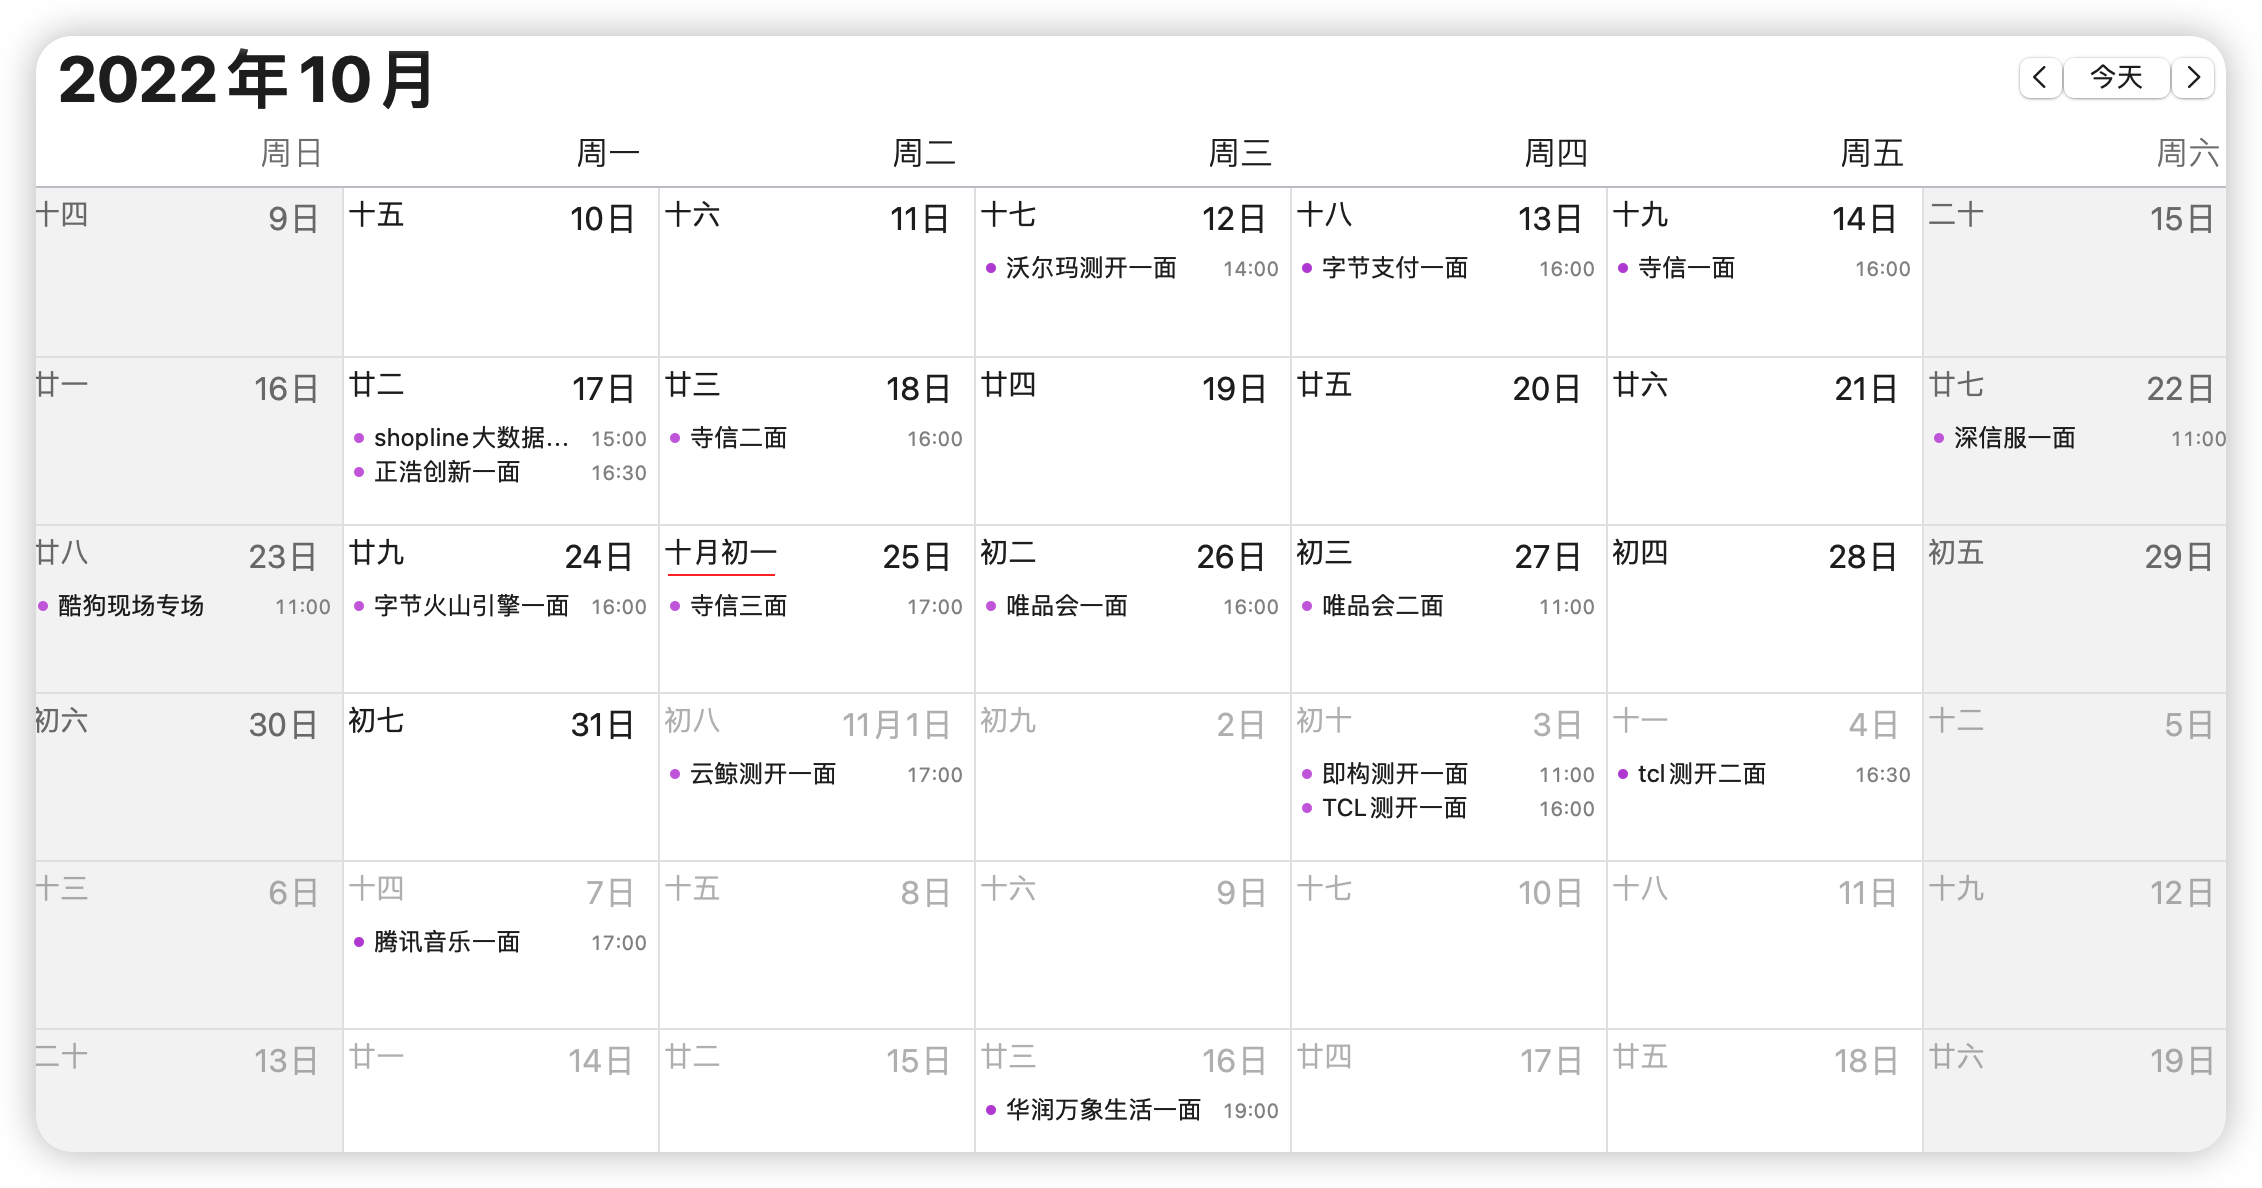 2022年10月
今天
周日 周一 周二 周三 周四 周五 周六
十四 9日 十五 10日 十六 11日 十七 12日 十八 13日 十九 14日 二十 15日
沃尔玛测开一面 14:00 字节支付一面 16:00 寺信一面 16:00
廿一 16日 廿二 17日 廿三 18日 廿四 19日 廿五 20日 廿六 21日 廿七 22日
shopline大数据... 15:00 寺信二面 16:00 深信服一面 11:00
正浩创新一面 16:30
廿八 23日 廿九 24日 十月初一 25日 初二 26日 初三 27日 初四 28日 初五 29日
酷狗现场专场 11:00 字节火山引擎一面 16:00 寺信三面 17:00 唯品会一面 16:00 唯品会二面 11:00
初六 30日 初七 31日 初八 11月1日 初九 2日 初十 3日 十一 4日 十二 5日
云鲸测开一面 17:00 即构测开一面 11:00 tcl测开二面 16:30
TCL测开一面 16:00
十三 6日 十四 7日 十五 8日 十六 9日 十七 10日 十八 11日 十九 12日
腾讯音乐一面 17:00
二十 13日 廿一 14日 廿二 15日 廿三 16日 廿四 17日 廿五 18日 廿六 19日
华润万象生活一面 19:00